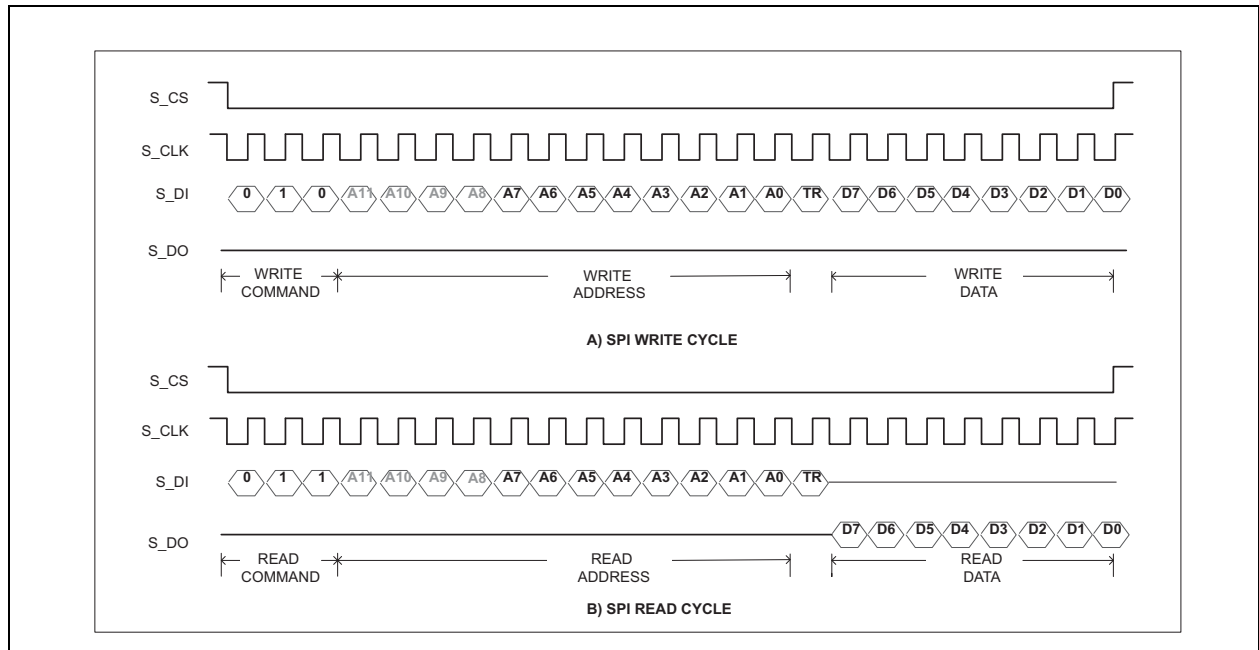 S_CS
S_CLK
S_DI 0 1 0 A11 A10 A9 A8 A7 A6 A5 A4 A3 A2 A1 A0 TR D7 D6 D5 D4 D3 D2 D1 D0
S_DO
WRITE COMMAND
WRITE ADDRESS
WRITE DATA
A) SPI WRITE CYCLE
S_CS
S_CLK
S_DI 0 1 1 A11 A10 A9 A8 A7 A6 A5 A4 A3 A2 A1 A0 TR
S_DO D7 D6 D5 D4 D3 D2 D1 D0
READ COMMAND
READ ADDRESS
READ DATA
B) SPI READ CYCLE